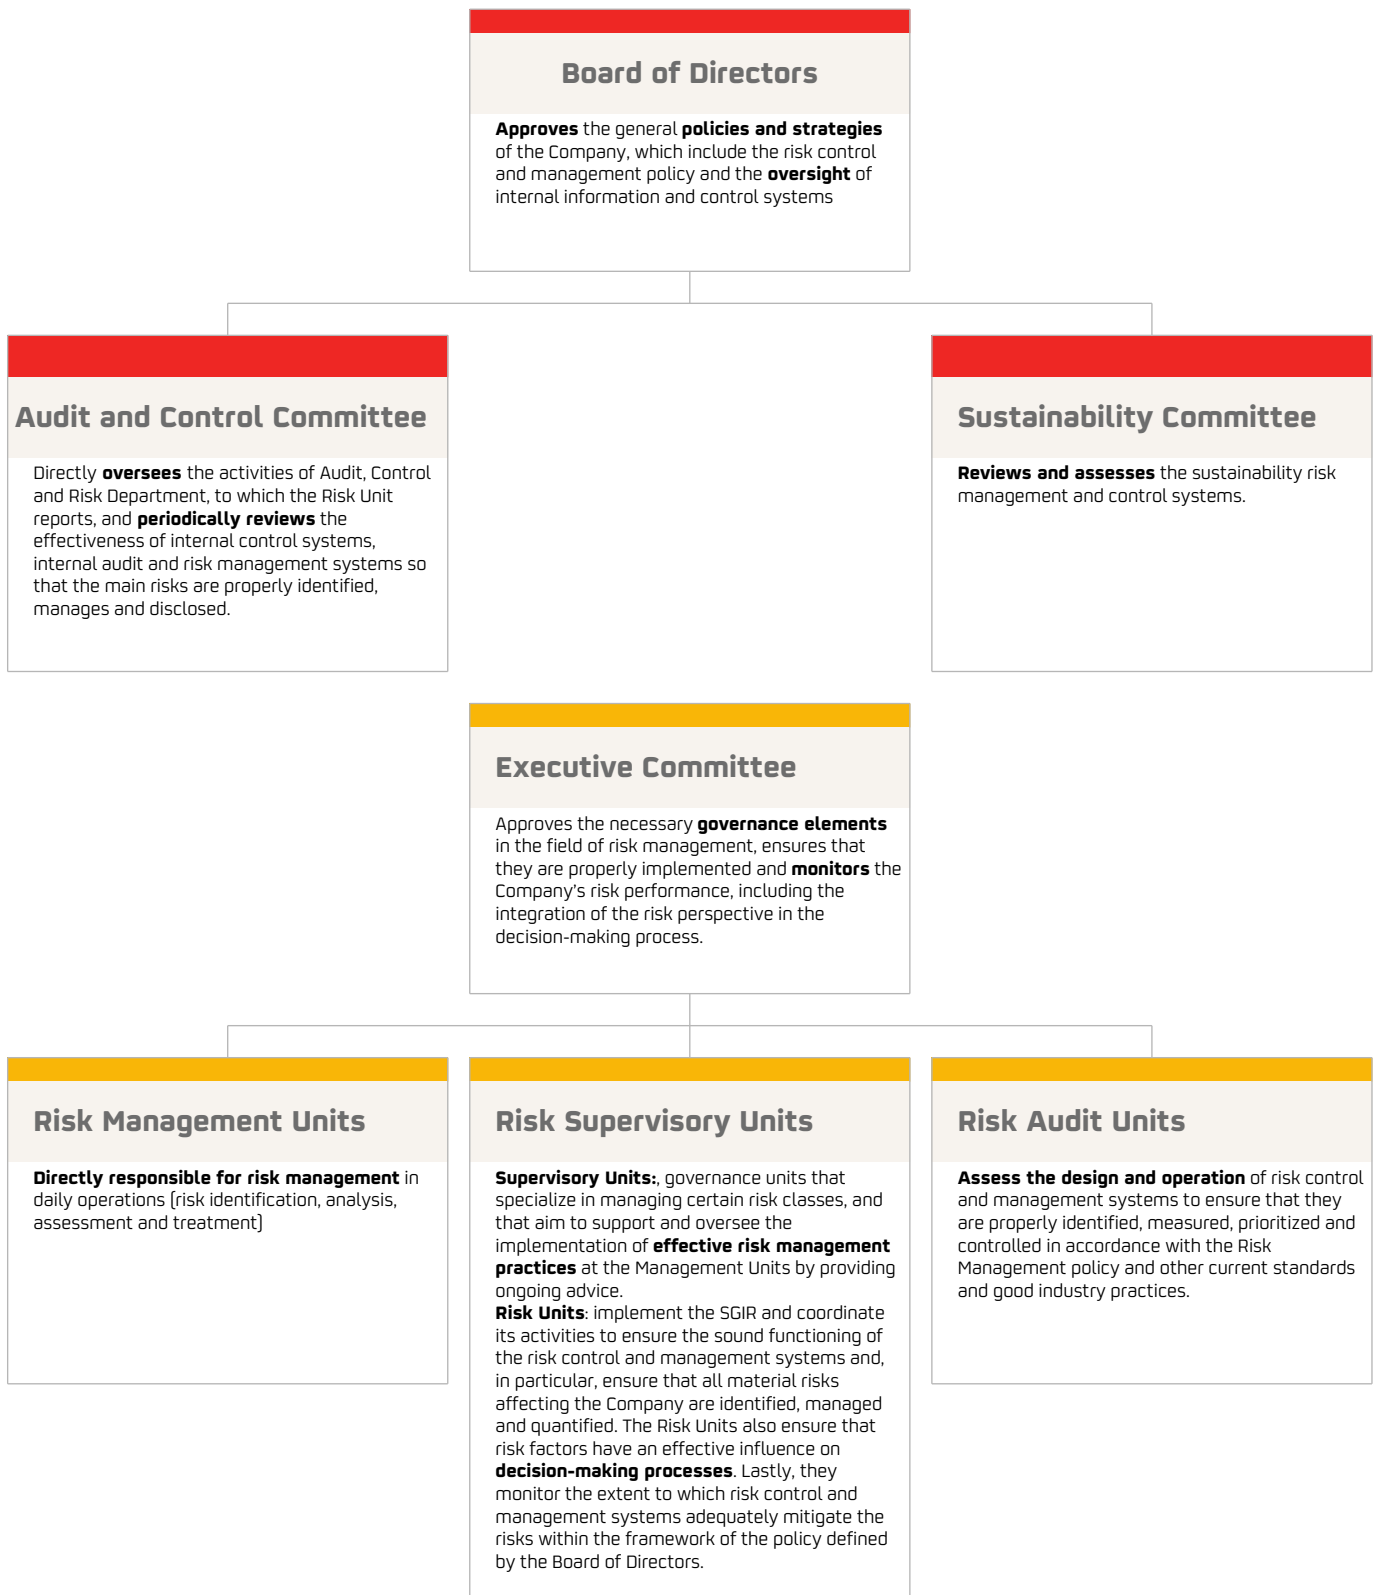 Board of Directors
Approves the general policies and strategies
of the Company, which include the risk control
and management policy and the oversight of
internal information and control systems
Audit and Control Committee
Directly oversees the activities of Audit, Control
and Risk Department, to which the Risk Unit
reports, and periodically reviews the
effectiveness of internal control systems,
internal audit and risk management systems so
that the main risks are properly identified,
manages and disclosed.
Sustainability Committee
Reviews and assesses the sustainability risk
management and control systems.
Executive Committee
Approves the necessary governance elements
in the field of risk management, ensures that
they are properly implemented and monitors the
Company's risk performance, including the
integration of the risk perspective in the
decision-making process.
Risk Management Units
Directly responsible for risk management in
daily operations (risk identification, analysis,
assessment and treatment)
Risk Supervisory Units
Supervisory Units:, governance units that
specialize in managing certain risk classes, and
that aim to support and oversee the
implementation of effective risk management
practices at the Management Units by providing
ongoing advice.
Risk Units: implement the SGIR and coordinate
its activities to ensure the sound functioning of
the risk control and management systems and,
in particular, ensure that all material risks
affecting the Company are identified, managed
and quantified. The Risk Units also ensure that
risk factors have an effective influence on
decision-making processes. Lastly, they
monitor the extent to which risk control and
management systems adequately mitigate the
risks within the framework of the policy defined
by the Board of Directors.
Risk Audit Units
Assess the design and operation of risk control
and management systems to ensure that they
are properly identified, measured, prioritized and
controlled in accordance with the Risk
Management policy and other current standards
and good industry practices.